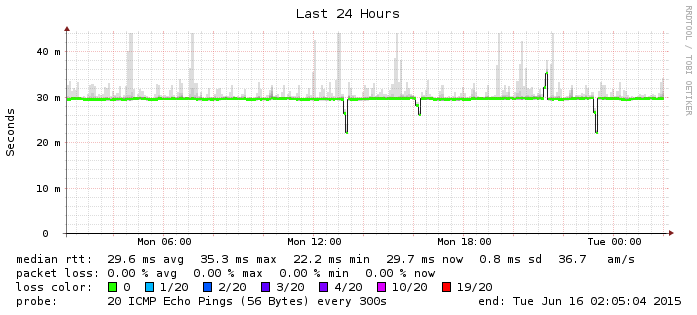 Last 24 Hours
RRDTOOL / TOBI OETIKER
Seconds
40 m
30 m
20 m
10 m
0
Mon 06:00 Mon 12:00 Mon 18:00 Tue 00:00
median rtt: 29.6 ms avg 35.3 ms max 22.2 ms min 29.7 ms now 0.8 ms sd 36.7 am/s
packet loss: 0.00 % avg 0.00 % max 0.00 % min 0.00 % now
loss color: 0 1/20 2/20 3/20 4/20 10/20 19/20
probe: 20 ICMP Echo Pings (56 Bytes) every 300s end: Tue Jun 16 02:05:04 2015